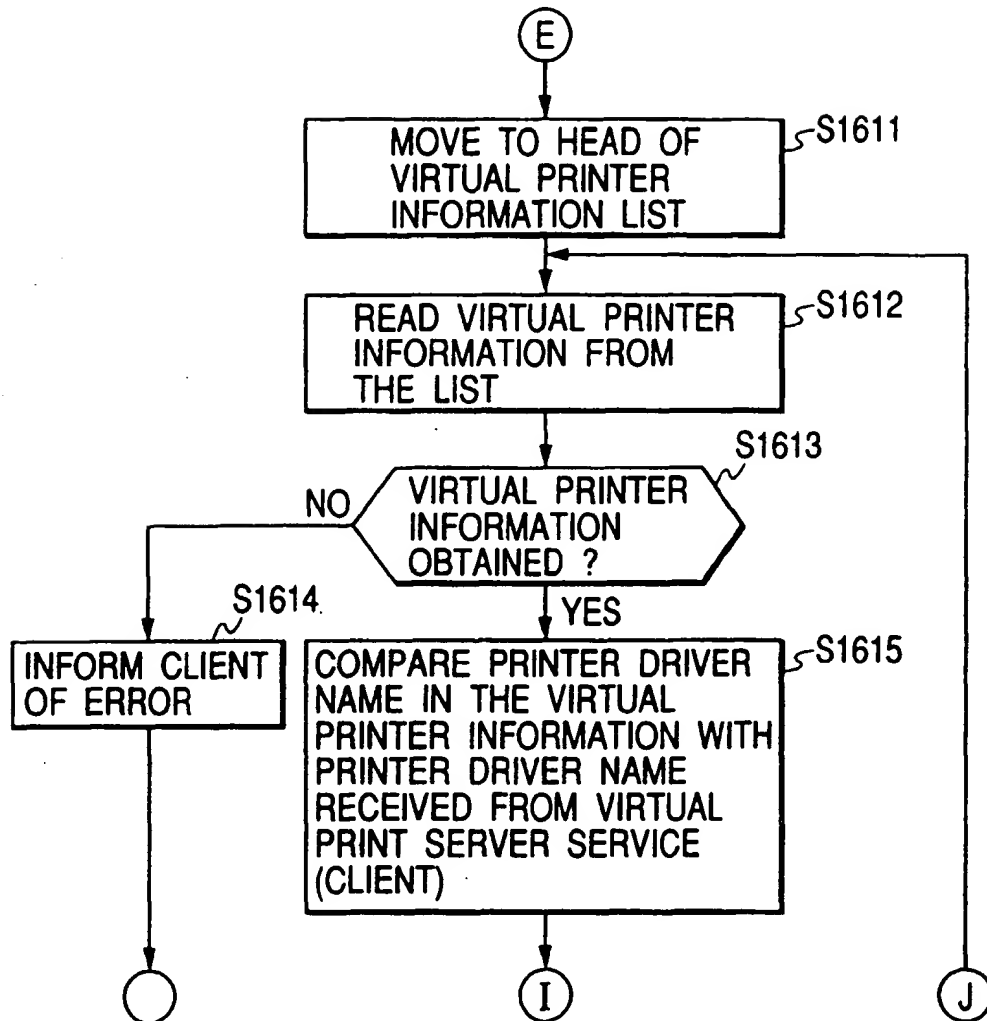 E
MOVE TO HEAD OF
VIRTUAL PRINTER
INFORMATION LIST
S1611
READ VIRTUAL PRINTER
INFORMATION FROM
THE LIST
S1612
VIRTUAL PRINTER
INFORMATION
OBTAINED ?
S1613
NO
YES
S1614
INFORM CLIENT
OF ERROR
COMPARE PRINTER DRIVER
NAME IN THE VIRTUAL
PRINTER INFORMATION WITH
PRINTER DRIVER NAME
RECEIVED FROM VIRTUAL
PRINT SERVER SERVICE
(CLIENT)
S1615
I
J